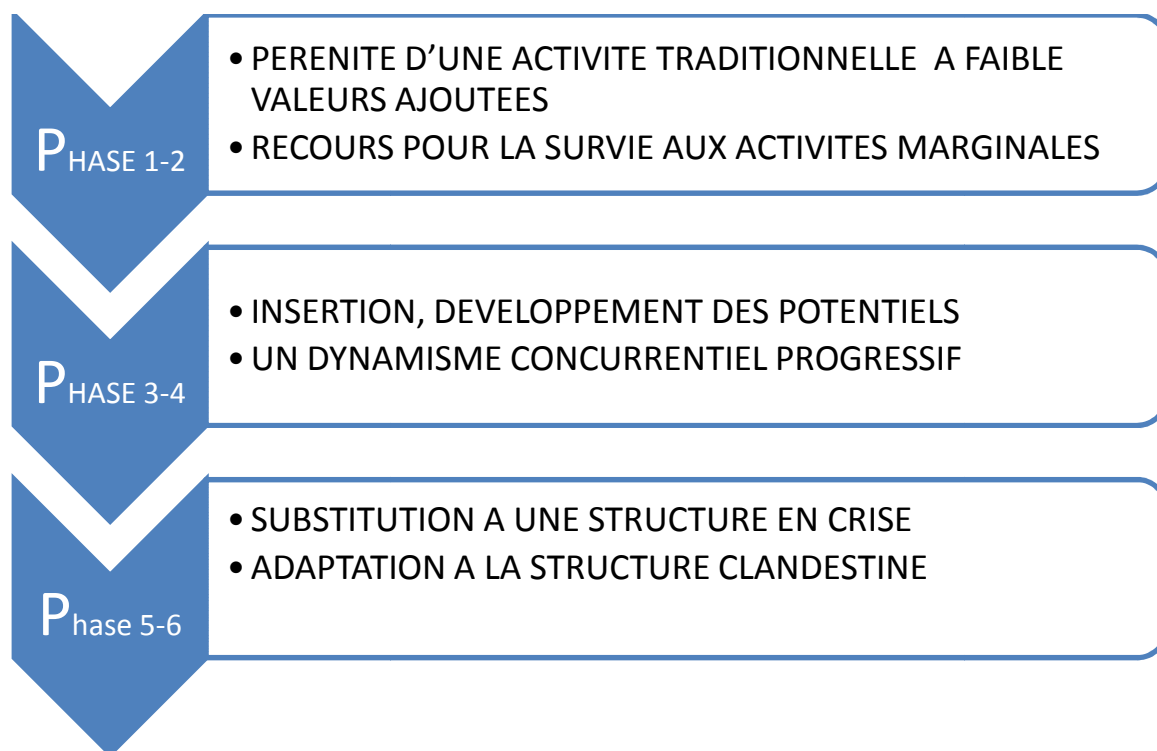 PHASE 1-2
• PERENITE D’UNE ACTIVITE TRADITIONNELLE A FAIBLE
VALEURS AJOUTEES
• RECOURS POUR LA SURVIE AUX ACTIVITES MARGINALES
PHASE 3-4
• INSERTION, DEVELOPPEMENT DES POTENTIELS
• UN DYNAMISME CONCURRENTIEL PROGRESSIF
Phase 5-6
• SUBSTITUTION A UNE STRUCTURE EN CRISE
• ADAPTATION A LA STRUCTURE CLANDESTINE